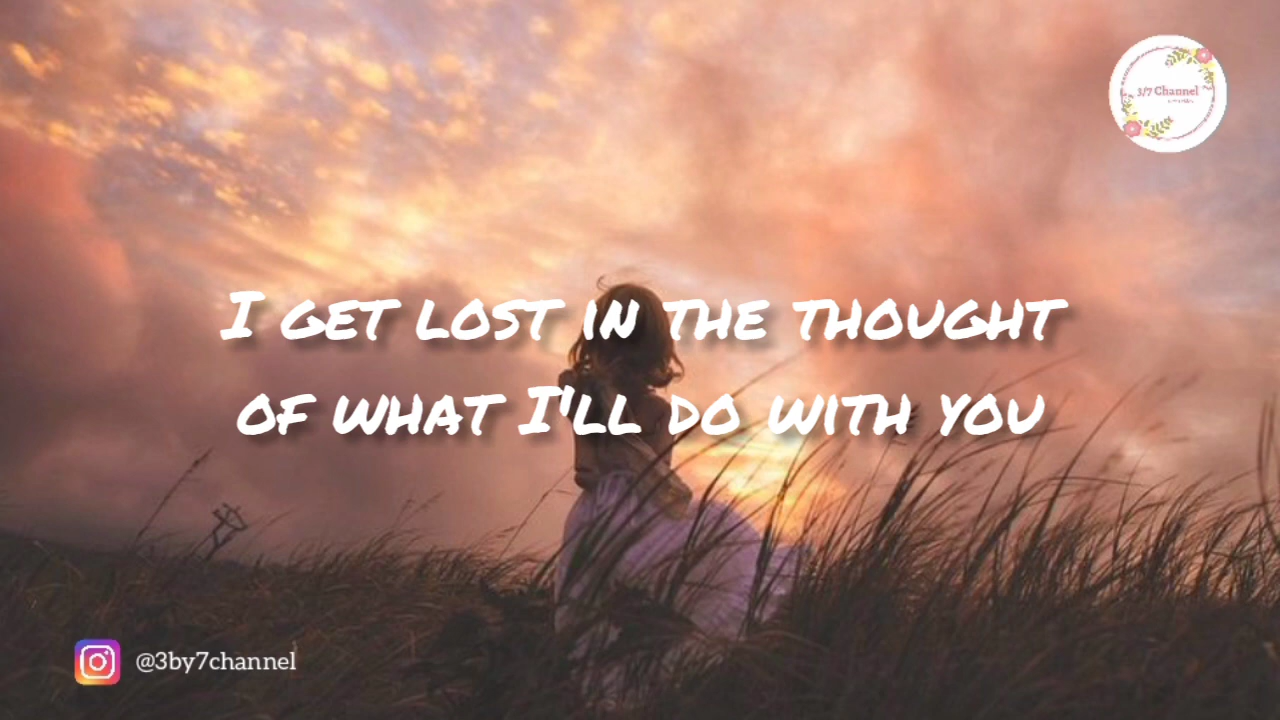 3/7 Channel
I GET LOST IN THE THOUGHT
OF WHAT I'LL DO WITH YOU
@3by7channel